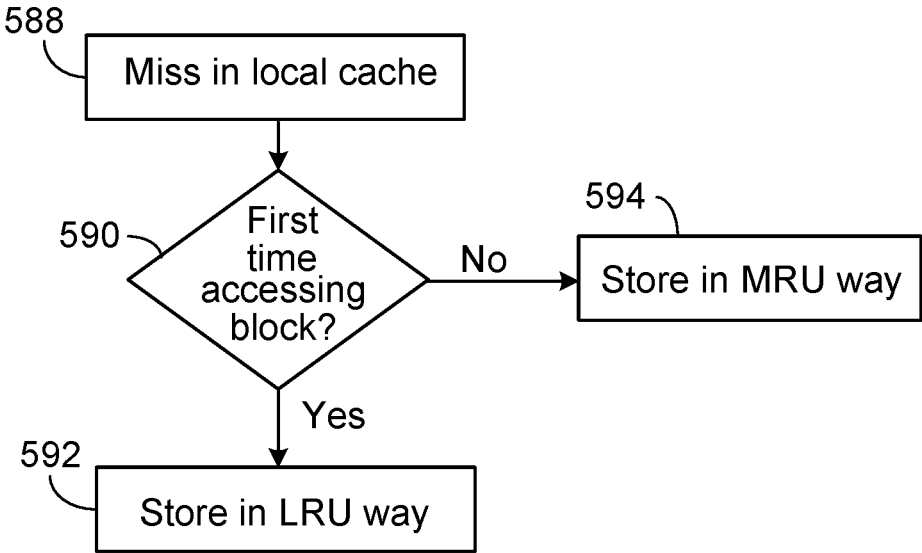 588
Miss in local cache
590
First
time
accessing
block?
No
594
Store in MRU way
Yes
592
Store in LRU way